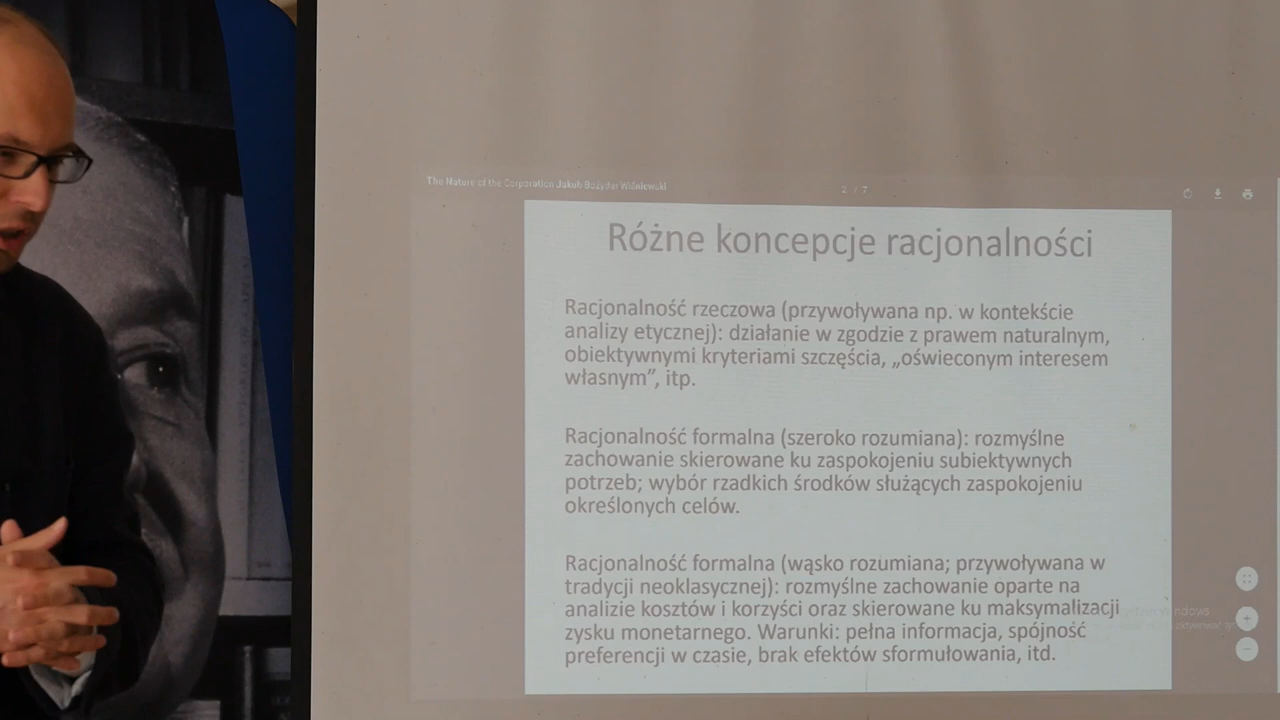 The Nature of the Corporation Jakub Bożydar Wiśniewski
2 / 7
Różne koncepcje racjonalności
Racjonalność rzeczowa (przywoływana np. w kontekście
analizy etycznej): działanie w zgodzie z prawem naturalnym,
obiektywnymi kryteriami szczęścia, „oświeconym interesem
własnym”, itp.
Racjonalność formalna (szeroko rozumiana): rozmyślne
zachowanie skierowane ku zaspokojeniu subiektywnych
potrzeb; wybór rzadkich środków służących zaspokojeniu
określonych celów.
Racjonalność formalna (wąsko rozumiana; przywoływana w
tradycji neoklasycznej): rozmyślne zachowanie oparte na
analizie kosztów i korzyści oraz skierowane ku maksymalizacji
zysku monetarnego. Warunki: pełna informacja, spójność
preferencji w czasie, brak efektów sformułowania, itd.